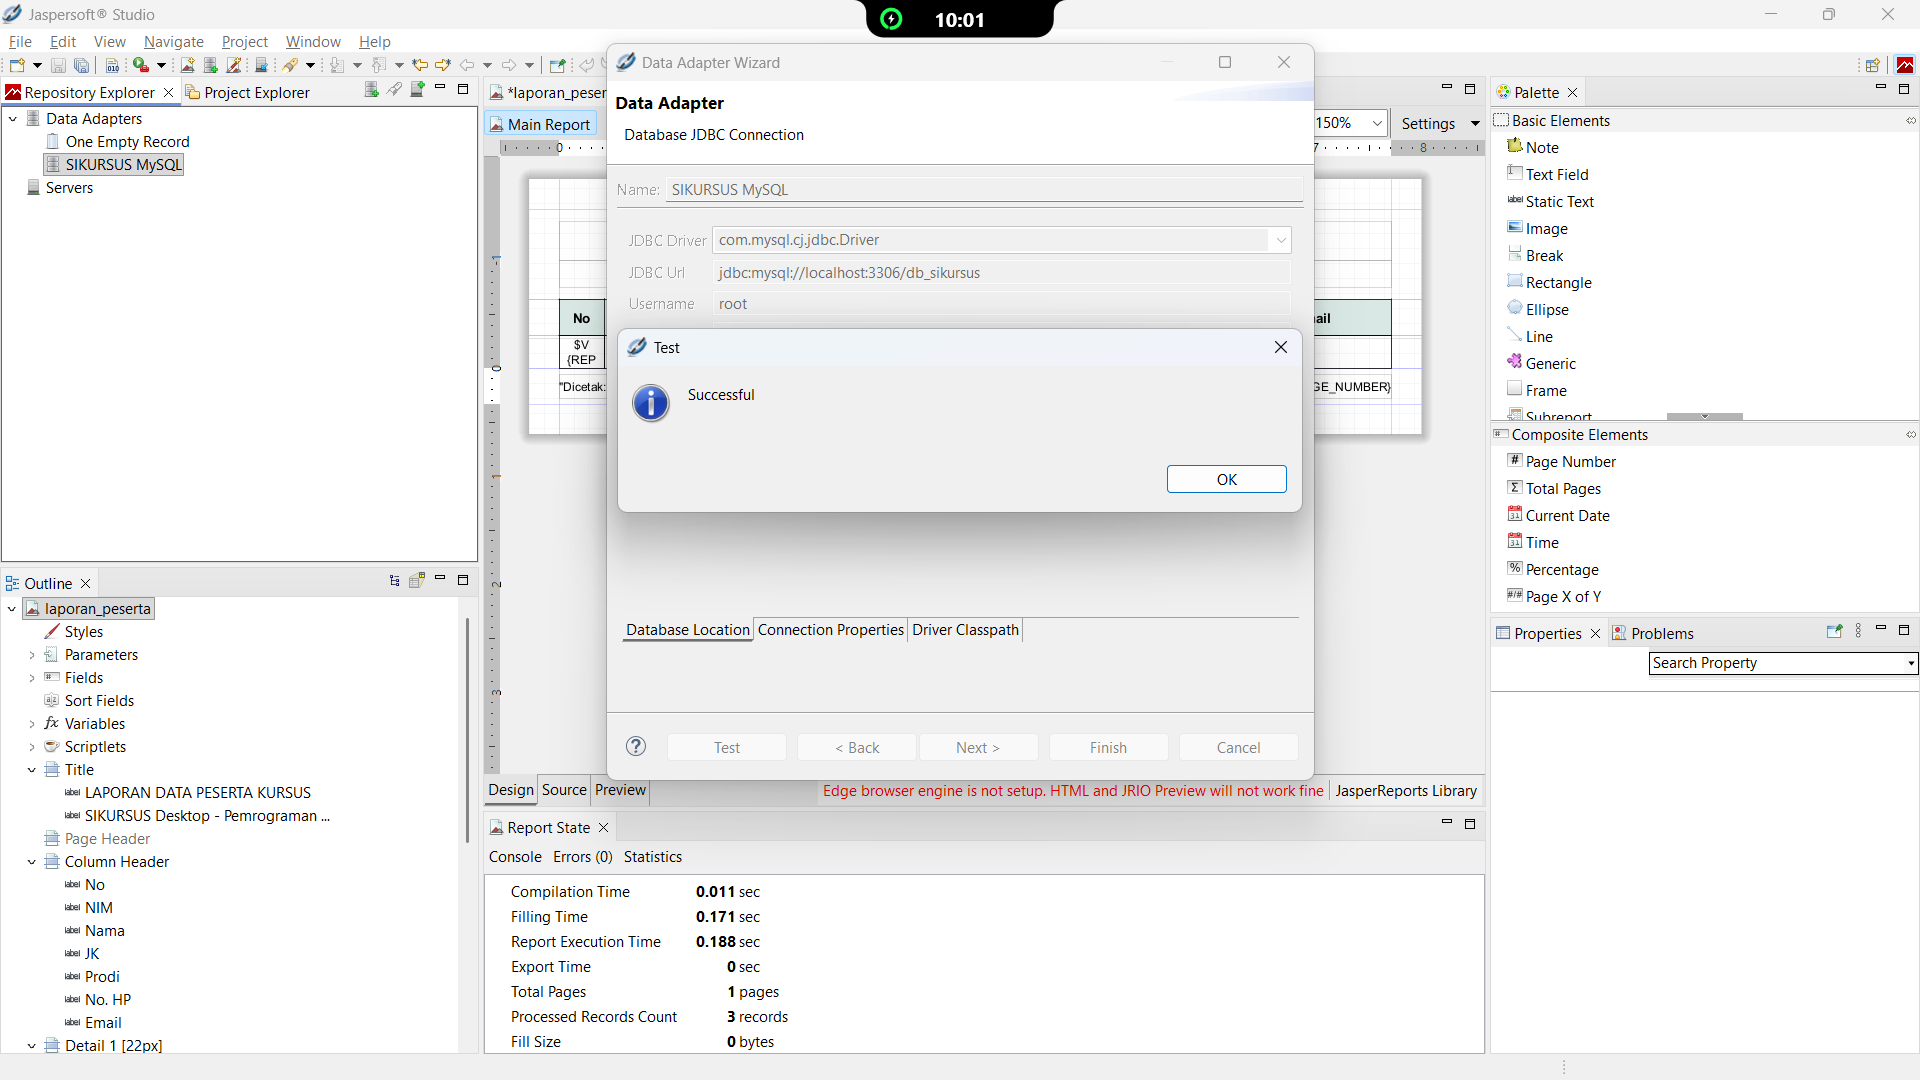 Jaspersoft® Studio
10:01
File Edit View Navigate Project Window Help
Repository Explorer
Project Explorer
Data Adapters
One Empty Record
SIKURSUS MySQL
Servers
Outline
laporan_peserta
Styles
Parameters
Fields
Sort Fields
Variables
Scriptlets
Title
LAPORAN DATA PESERTA KURSUS
SIKURSUS Desktop - Pemrograman ...
Page Header
Column Header
No
NIM
Nama
JK
Prodi
No. HP
Email
Detail 1 [22px]
*laporan_peser
Main Report
150%
Settings
0
7
8
1
0
1
2
3
No
ail
$V
{REP
"Dicetak:
GE_NUMBER}
Data Adapter Wizard
Data Adapter
Database JDBC Connection
Name: SIKURSUS MySQL
JDBC Driver com.mysql.cj.jdbc.Driver
JDBC Url jdbc:mysql://localhost:3306/db_sikursus
Username root
Test
Successful
OK
Database Location Connection Properties Driver Classpath
Test < Back Next > Finish Cancel
Design Source Preview
Edge browser engine is not setup. HTML and JRIO Preview will not work fine
JasperReports Library
Report State
Console Errors (0) Statistics
Compilation Time 0.011 sec
Filling Time 0.171 sec
Report Execution Time 0.188 sec
Export Time 0 sec
Total Pages 1 pages
Processed Records Count 3 records
Fill Size 0 bytes
Palette
Basic Elements
Note
Text Field
Static Text
Image
Break
Rectangle
Ellipse
Line
Generic
Frame
Subreport
Composite Elements
Page Number
Total Pages
Current Date
Time
Percentage
Page X of Y
Properties
Problems
Search Property